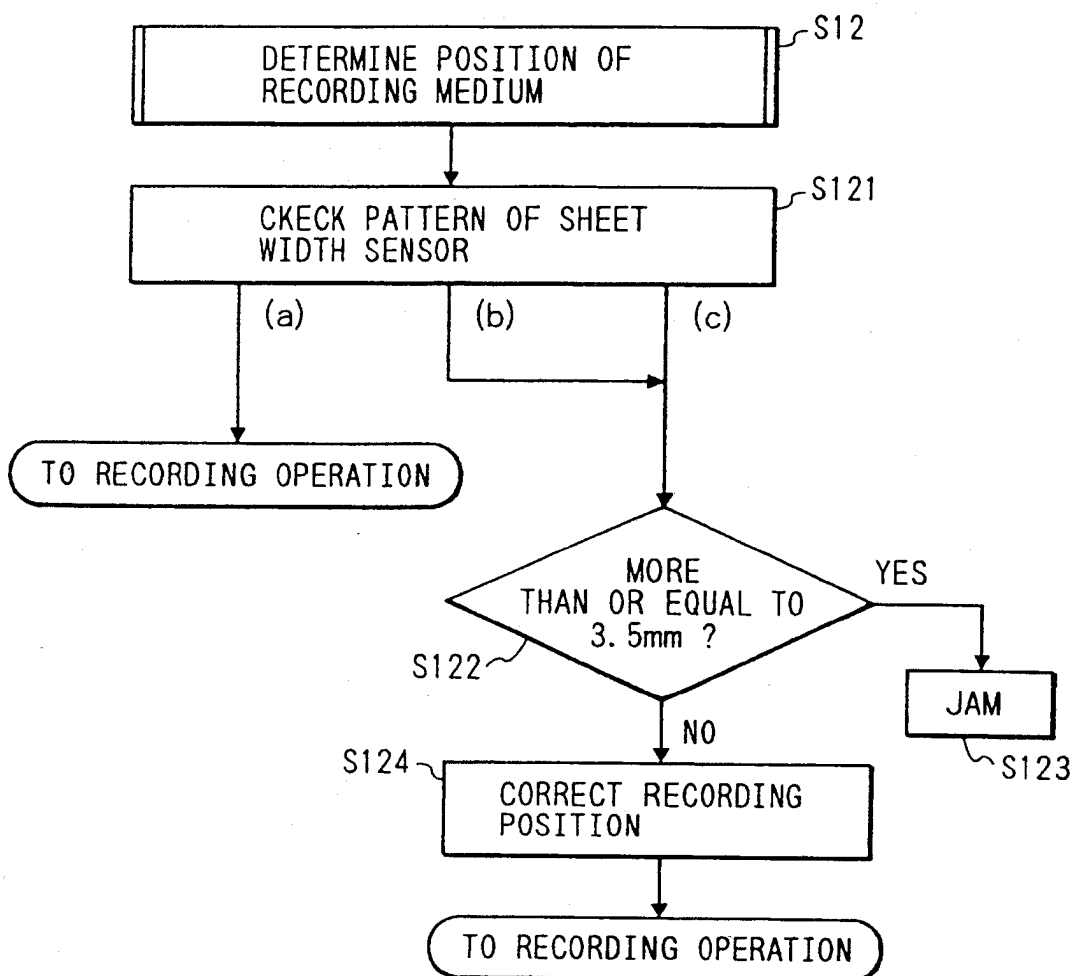 S12
DETERMINE POSITION OF
RECORDING MEDIUM
S121
CKECK PATTERN OF SHEET
WIDTH SENSOR
(a)
(b)
(c)
TO RECORDING OPERATION
MORE
THAN OR EQUAL TO
3.5mm ?
YES
S122
JAM
S123
NO
S124
CORRECT RECORDING
POSITION
TO RECORDING OPERATION